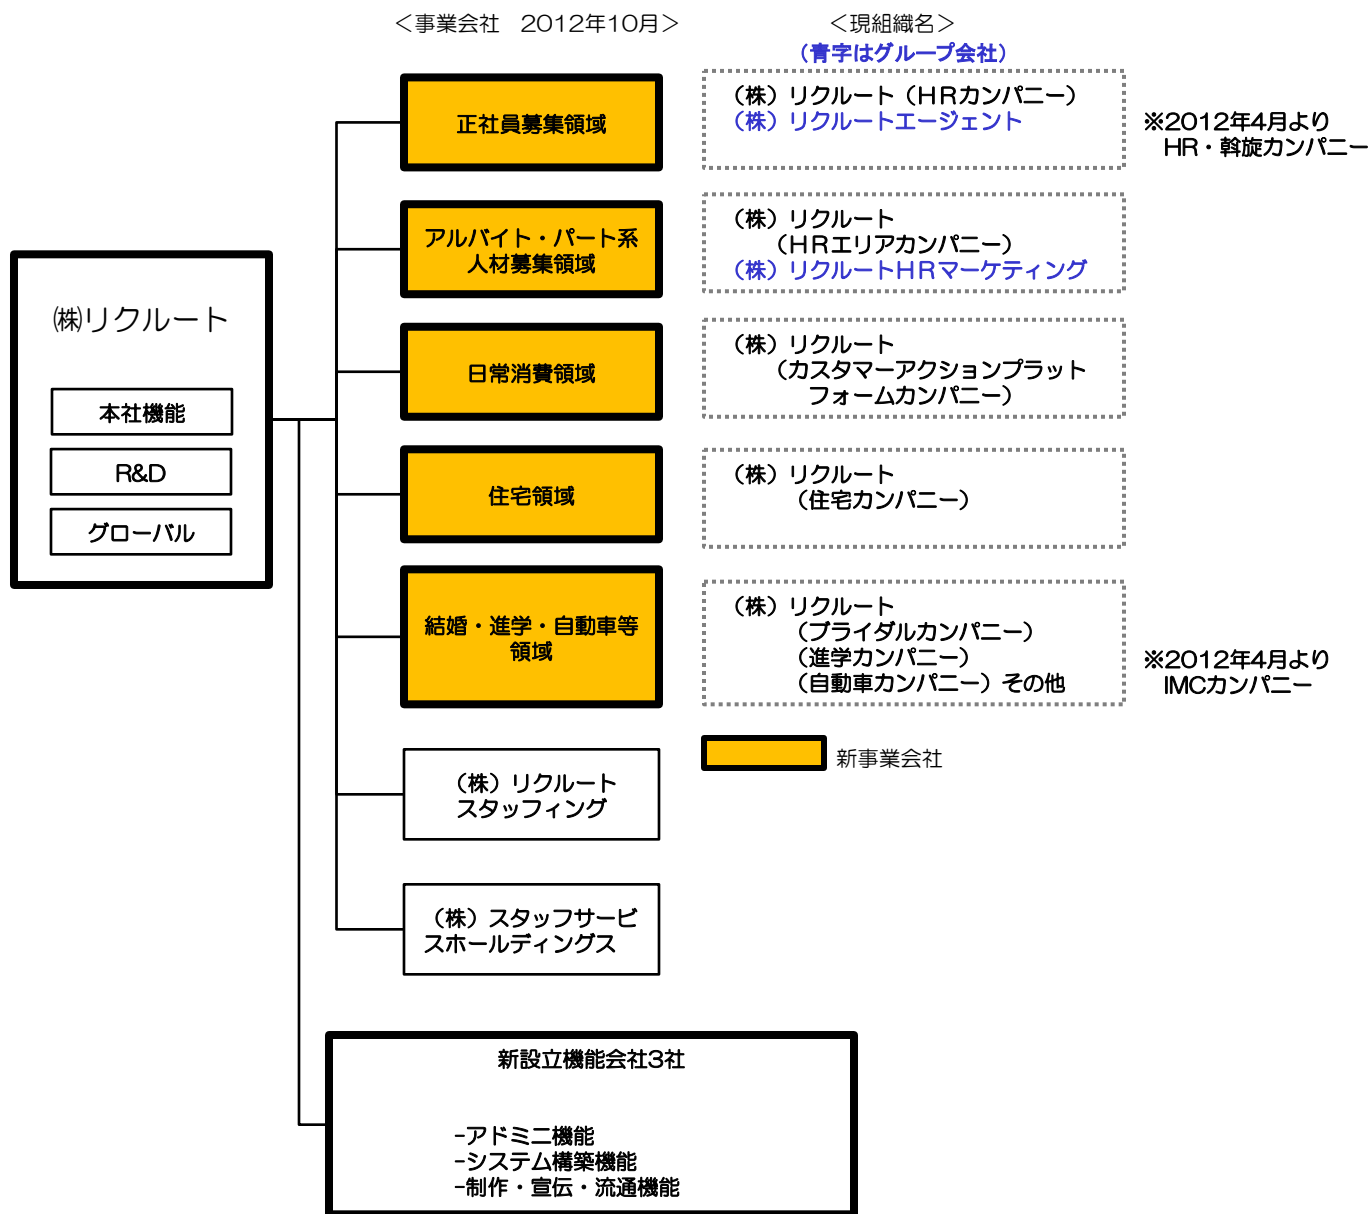 ＜事業会社　2012年10月＞
＜現組織名＞
（青字はグループ会社）
㈱リクルート
本社機能
R&D
グローバル
正社員募集領域
（株）リクルート（ＨＲカンパニー）
（株）リクルートエージェント
※2012年4月より
HR・斡旋カンパニー
アルバイト・パート系
人材募集領域
（株）リクルート
（ＨＲエリアカンパニー）
（株）リクルートＨＲマーケティング
日常消費領域
（株）リクルート
（カスタマーアクションプラット
フォームカンパニー）
住宅領域
（株）リクルート
（住宅カンパニー）
結婚・進学・自動車等
領域
（株）リクルート
（ブライダルカンパニー）
（進学カンパニー）
（自動車カンパニー）その他
※2012年4月より
IMCカンパニー
新事業会社
（株）リクルート
スタッフィング
（株）スタッフサービ
スホールディングス
新設立機能会社3社
-アドミニ機能
-システム構築機能
-制作・宣伝・流通機能